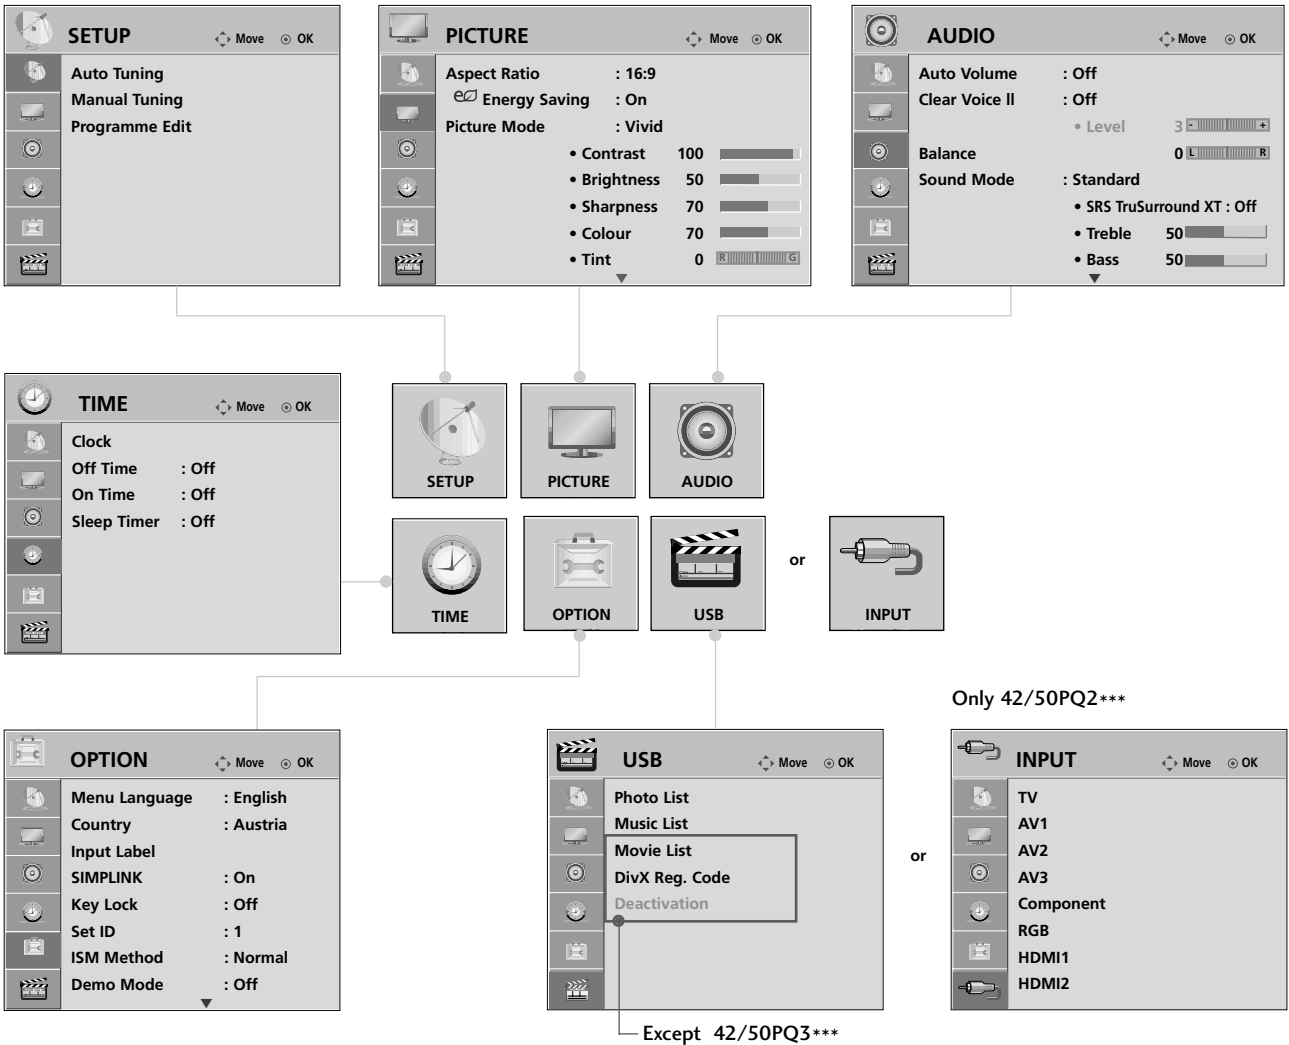 SETUP Move OK
Auto Tuning
Manual Tuning
Programme Edit
PICTURE Move OK
Aspect Ratio : 16:9
Energy Saving : On
Picture Mode : Vivid
• Contrast 100
• Brightness 50
• Sharpness 70
• Colour 70
• Tint 0 R G
AUDIO Move OK
Auto Volume : Off
Clear Voice II : Off
• Level 3 - +
Balance 0 L R
Sound Mode : Standard
• SRS TruSurround XT : Off
• Treble 50
• Bass 50
TIME Move OK
Clock
Off Time : Off
On Time : Off
Sleep Timer : Off
SETUP
PICTURE
AUDIO
TIME
OPTION
USB
or
INPUT
OPTION Move OK
Menu Language : English
Country : Austria
Input Label
SIMPLINK : On
Key Lock : Off
Set ID : 1
ISM Method : Normal
Demo Mode : Off
USB Move OK
Photo List
Music List
Movie List
DivX Reg. Code
Deactivation
Except 42/50PQ3***
or
Only 42/50PQ2***
INPUT Move OK
TV
AV1
AV2
AV3
Component
RGB
HDMI1
HDMI2